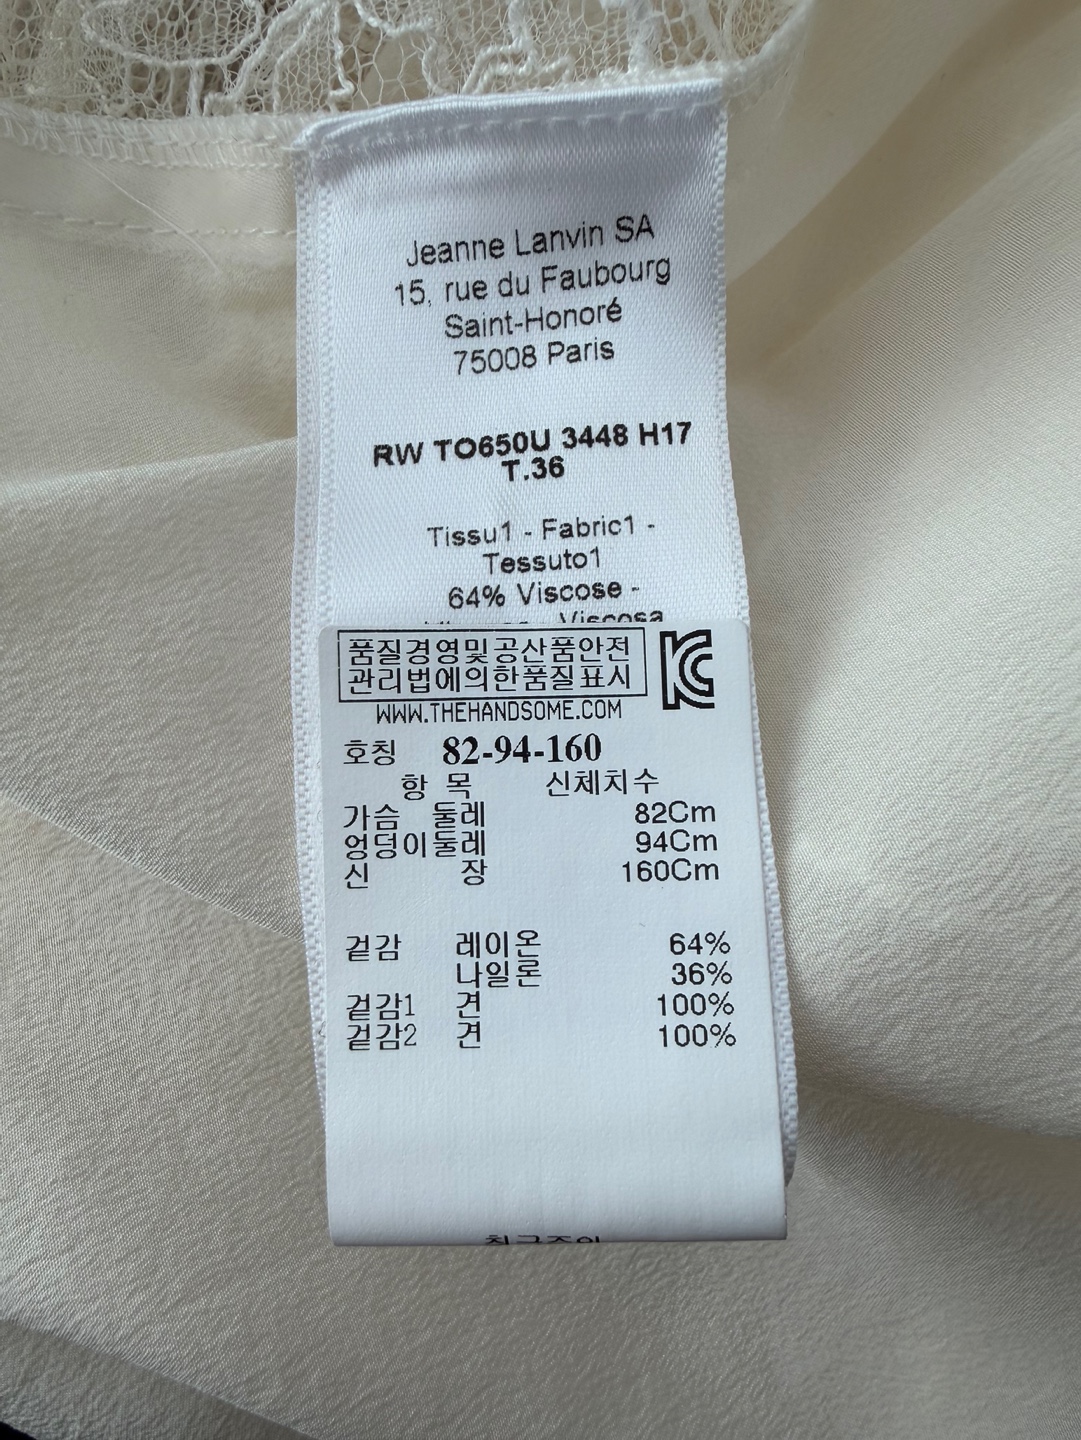 Jeanne Lanvin SA
15, rue du Faubourg
Saint-Honoré
75008 Paris
RW TO650U 3448 H17
T.36
Tissu1 - Fabric1 -
Tessuto1
64% Viscose -
- Viscosa
품질경영및공산품안전
관리법에의한품질표시
WWW.THEHANDSOME.COM
호칭 82-94-160
항 목 신체치수
가슴 둘레 82Cm
엉덩이둘레 94Cm
신 장 160Cm
겉감 레이온 64%
나일론 36%
겉감1 견 100%
겉감2 견 100%